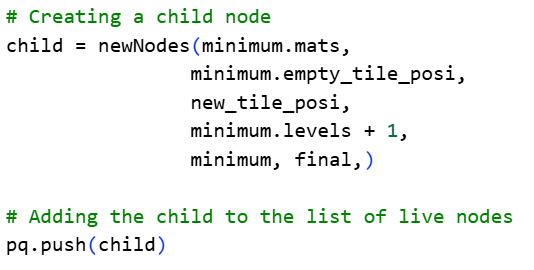 # Creating a child node
child = newNodes(minimum.mats,
minimum.empty_tile_posi,
new_tile_posi,
minimum.levels + 1,
minimum, final,)
# Adding the child to the list of live nodes
pq.push(child)